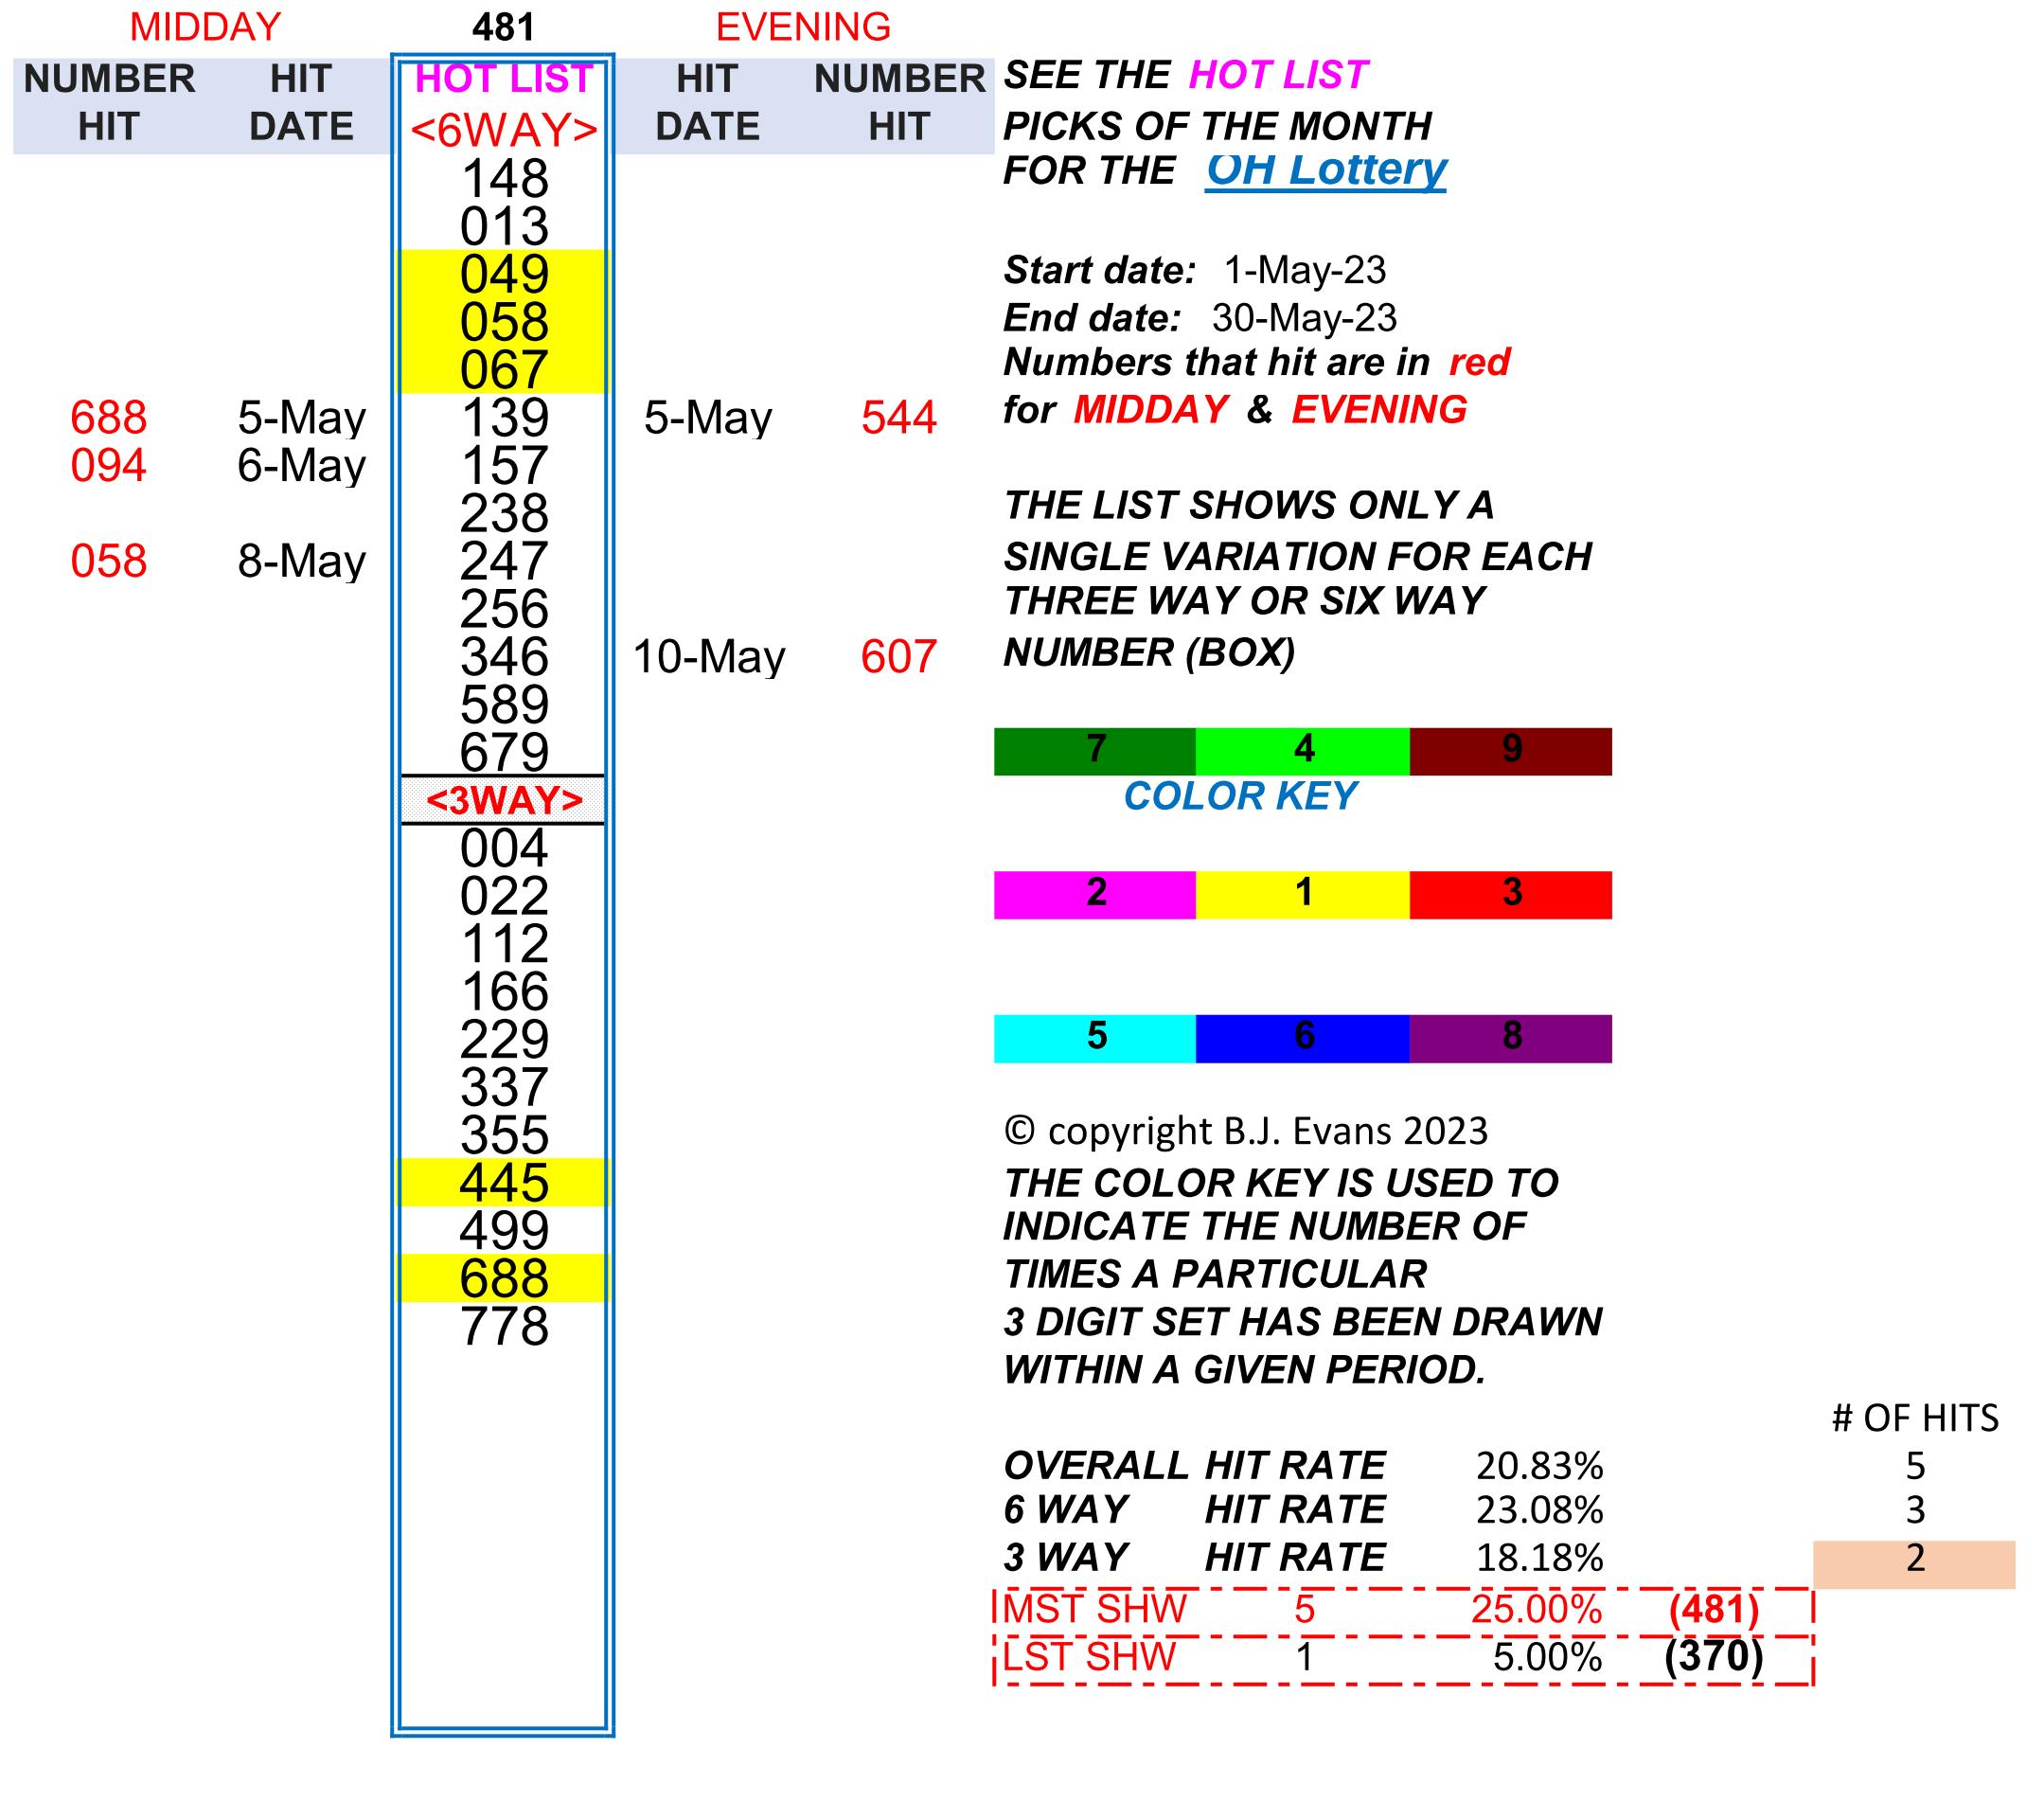 MIDDAY 481 EVENING
NUMBER HIT HOT LIST HIT NUMBER SEE THE HOT LIST
HIT DATE <6WAY> DATE HIT PICKS OF THE MONTH
148 FOR THE OH Lottery
013
049 Start date: 1-May-23
058 End date: 30-May-23
067 Numbers that hit are in red
688 5-May 139 5-May 544 for MIDDAY & EVENING
094 6-May 157
238 THE LIST SHOWS ONLY A
058 8-May 247 SINGLE VARIATION FOR EACH
256 THREE WAY OR SIX WAY
346 10-May 607 NUMBER (BOX)
589
679 7 4 9
<3WAY> COLOR KEY
004
022 2 1 3
112
166
229 5 6 8
337
355 © copyright B.J. Evans 2023
445 THE COLOR KEY IS USED TO
499 INDICATE THE NUMBER OF
688 TIMES A PARTICULAR
778 3 DIGIT SET HAS BEEN DRAWN
WITHIN A GIVEN PERIOD.
# OF HITS
OVERALL HIT RATE 20.83% 5
6 WAY HIT RATE 23.08% 3
3 WAY HIT RATE 18.18% 2
MST SHW 5 25.00% (481)
LST SHW 1 5.00% (370)